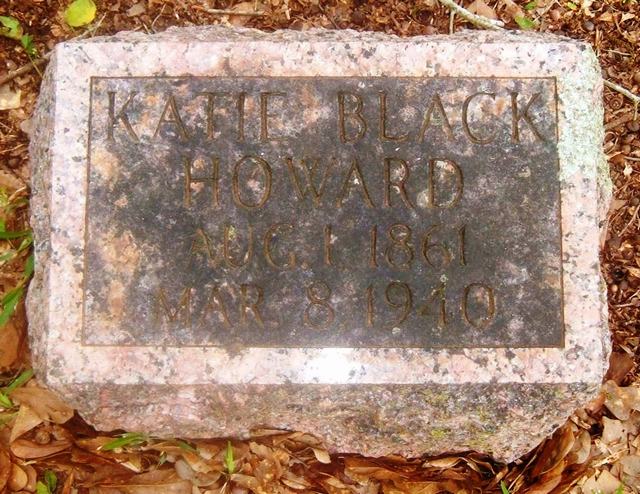 KATIE BLACK
HOWARD
AUG. 1, 1861
MAR. 8, 1940